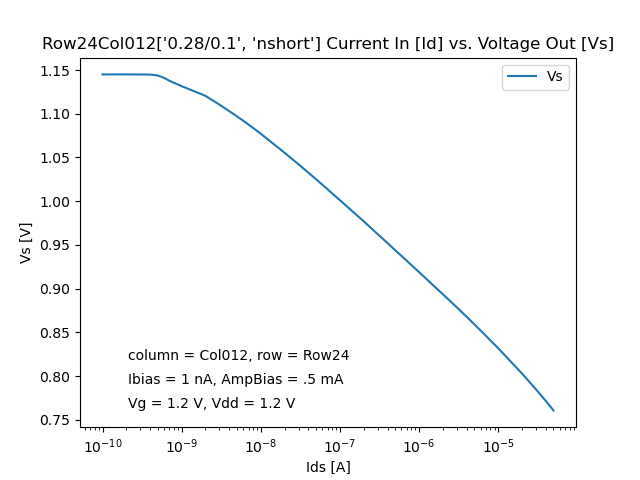 Row24Col012['0.28/0.1', 'nshort'] Current In [Id] vs. Voltage Out [Vs]
Vs
1.15
1.10
1.05
1.00
0.95
0.90
0.85
0.80
0.75
Vs [V]
column = Col012, row = Row24
Ibias = 1 nA, AmpBias = .5 mA
Vg = 1.2 V, Vdd = 1.2 V
10⁻¹⁰ 10⁻⁹ 10⁻⁸ 10⁻⁷ 10⁻⁶ 10⁻⁵
Ids [A]